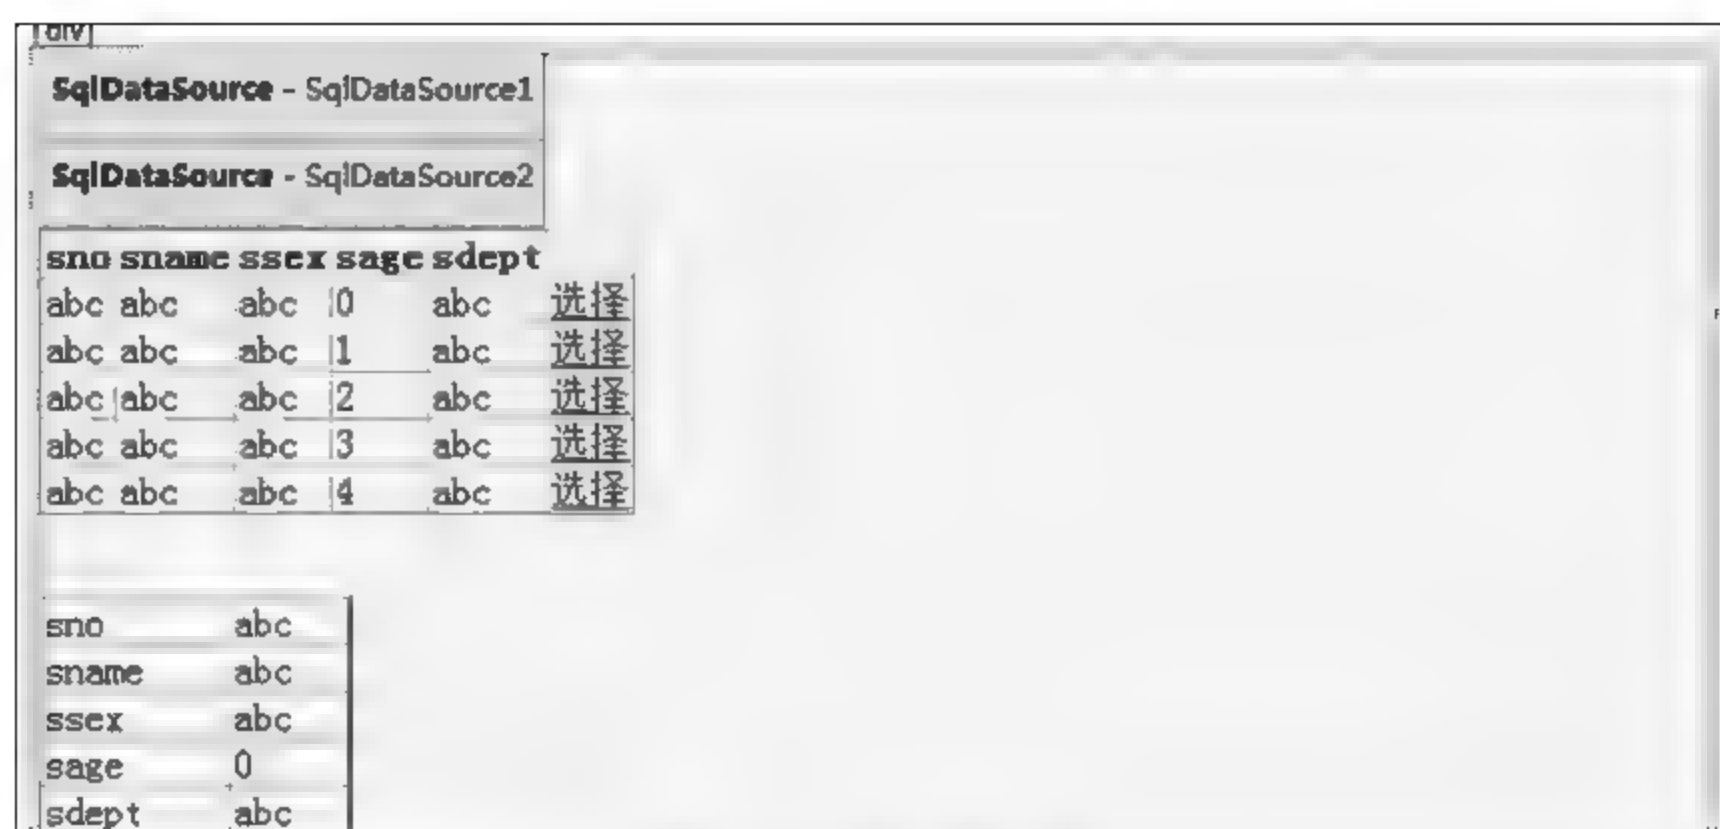 div
SqlDataSource - SqlDataSource1
SqlDataSource - SqlDataSource2
sno sname ssex sage sdept
abc abc abc 0 abc 选择
abc abc abc 1 abc 选择
abc abc abc 2 abc 选择
abc abc abc 3 abc 选择
abc abc abc 4 abc 选择
sno abc
sname abc
ssex abc
sage 0
sdept abc